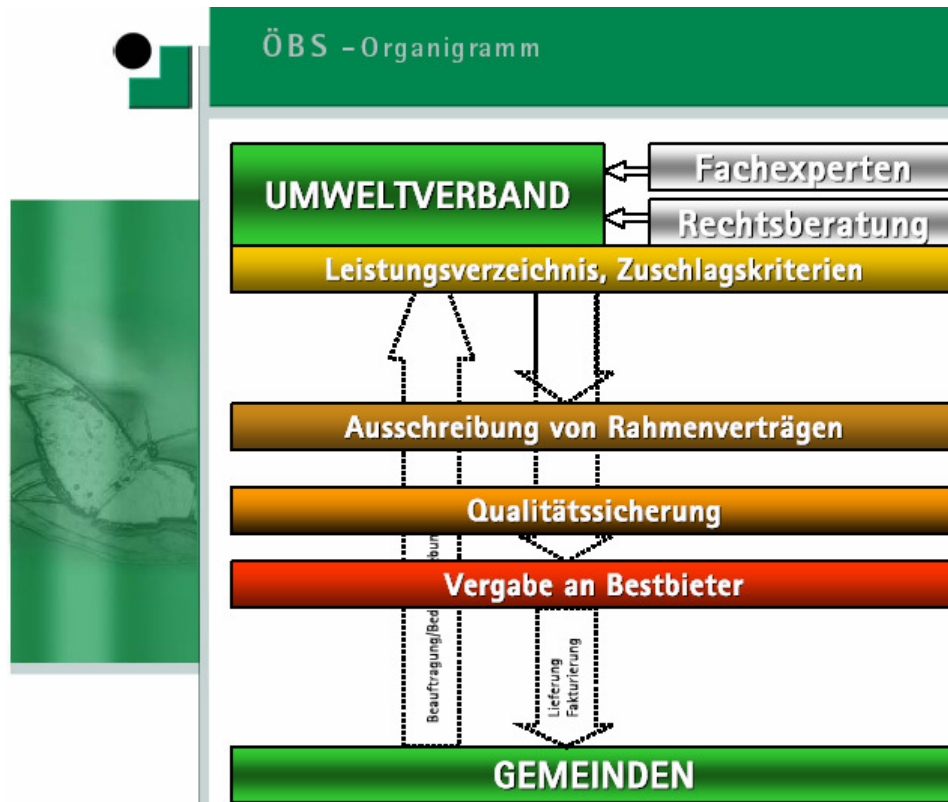 ÖBS - Organigramm
UMWELTVERBAND
Fachexperten
Rechtsberatung
Leistungsverzeichnis, Zuschlagskriterien
Ausschreibung von Rahmenverträgen
Qualitätssicherung
Vergabe an Bestbieter
Lieferung
Fakturierung
GEMEINDEN